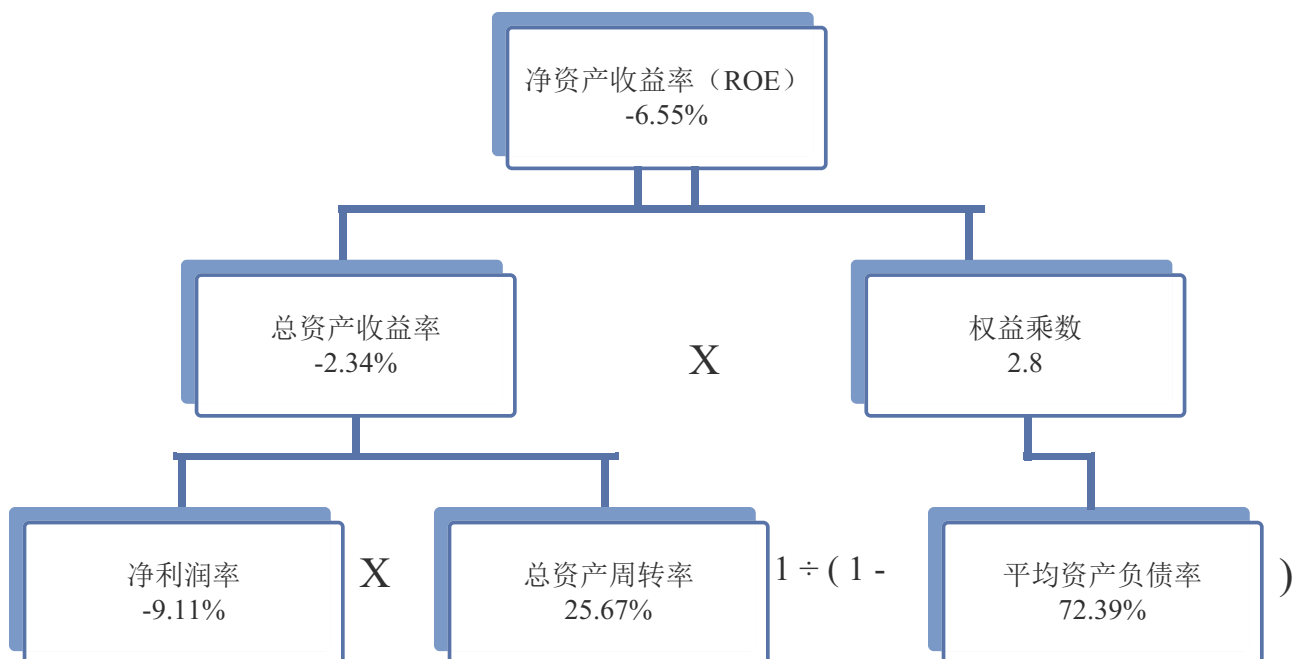 净资产收益率（ROE）
-6.55%
总资产收益率
-2.34%
X
权益乘数
2.8
净利润率
-9.11%
X
总资产周转率
25.67%
1 ÷ ( 1 -
平均资产负债率
72.39%
)